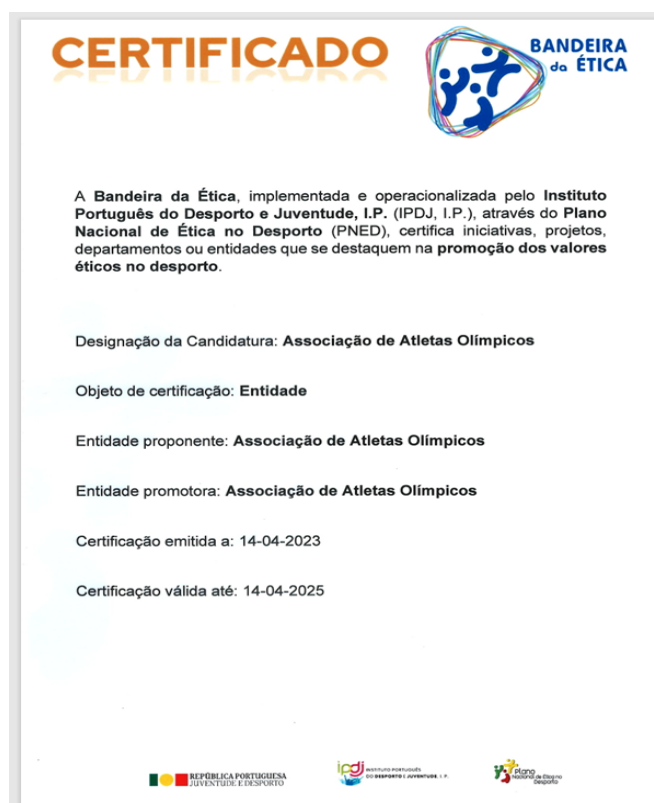 CERTIFICADO
BANDEIRA
da ÉTICA
A Bandeira da Ética, implementada e operacionalizada pelo Instituto
Português do Desporto e Juventude, I.P. (IPDJ, I.P.), através do Plano
Nacional de Ética no Desporto (PNED), certifica iniciativas, projetos,
departamentos ou entidades que se destaquem na promoção dos valores
éticos no desporto.
Designação da Candidatura: Associação de Atletas Olímpicos
Objeto de certificação: Entidade
Entidade proponente: Associação de Atletas Olímpicos
Entidade promotora: Associação de Atletas Olímpicos
Certificação emitida a: 14-04-2023
Certificação válida até: 14-04-2025
REPÚBLICA PORTUGUESA
JUVENTUDE E DESPORTO
ipdj
INSTITUTO PORTUGUÊS
DO DESPORTO E JUVENTUDE, I. P.
Plano
Nacional de Ética no
Desporto